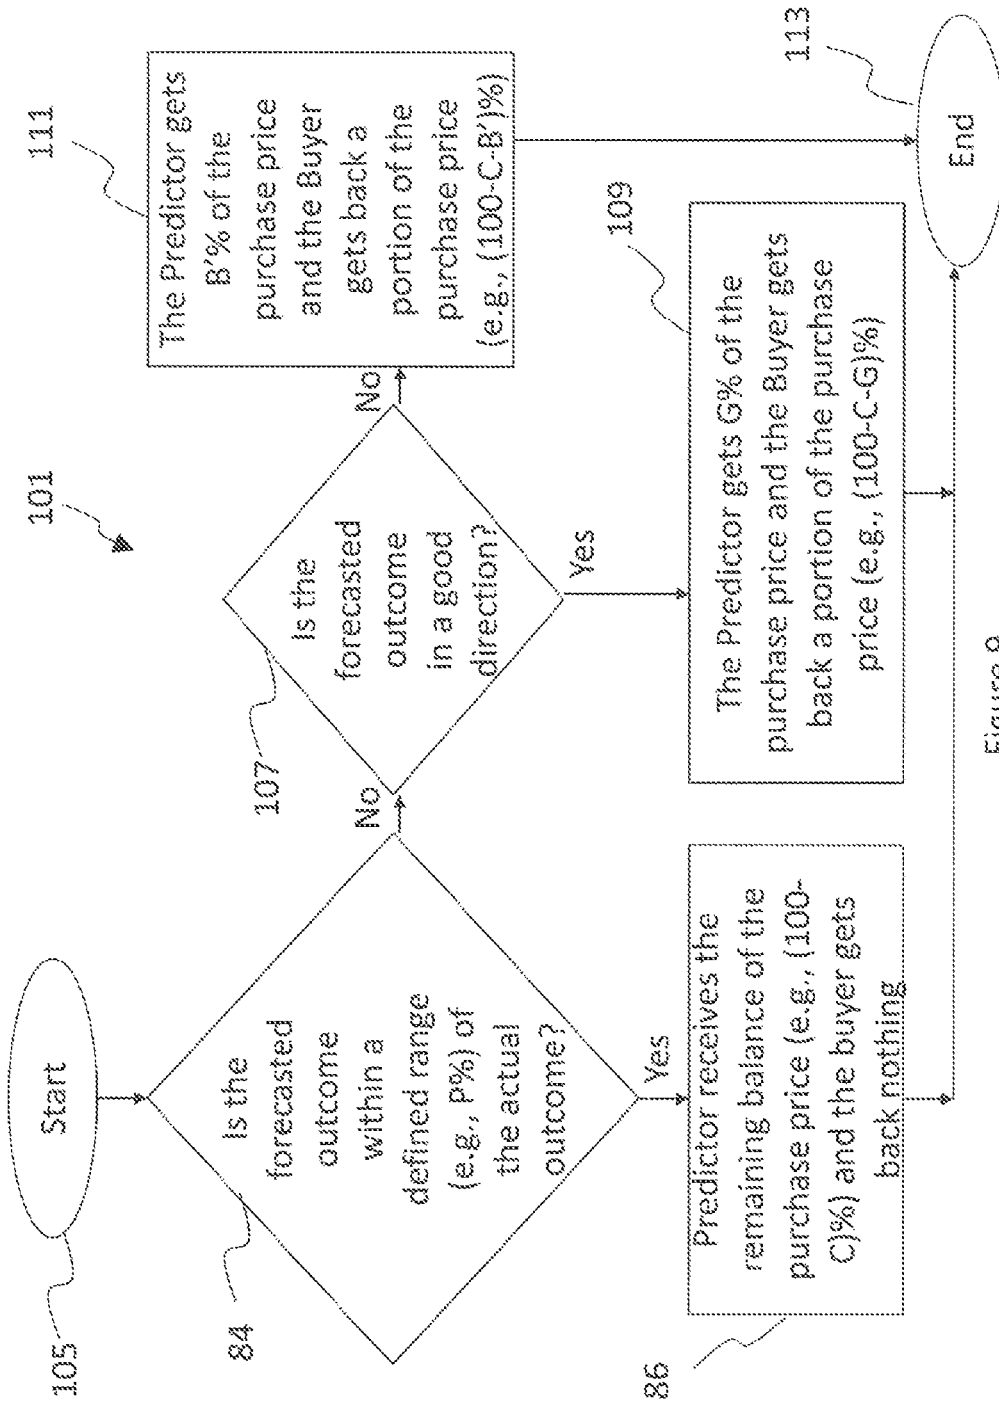 101
105
Start
84
Is the
forecasted
outcome
within a
defined range
(e.g., P%) of
the actual
outcome?
Yes
No
86
Predictor receives the
remaining balance of the
purchase price (e.g., (100-
C)%) and the buyer gets
back nothing
107
Is the
forecasted
outcome
in a good
direction?
Yes
No
109
The Predictor gets G% of the
purchase price and the Buyer gets
back a portion of the purchase
price (e.g., (100-C-G)%)
111
The Predictor gets
B'% of the
purchase price
and the Buyer
gets back a
portion of the
purchase price
(e.g., (100-C-B')%)
113
End
Figure 9